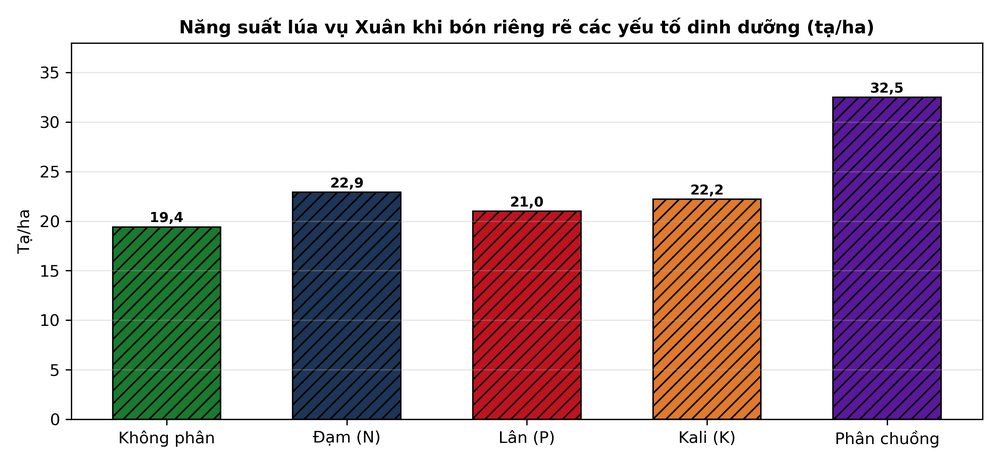 Năng suất lúa vụ Xuân khi bón riêng rẽ các yếu tố dinh dưỡng (tạ/ha)
Tạ/ha
35
30
25
20
15
10
5
0
19,4
22,9
21,0
22,2
32,5
Không phân
Đạm (N)
Lân (P)
Kali (K)
Phân chuồng